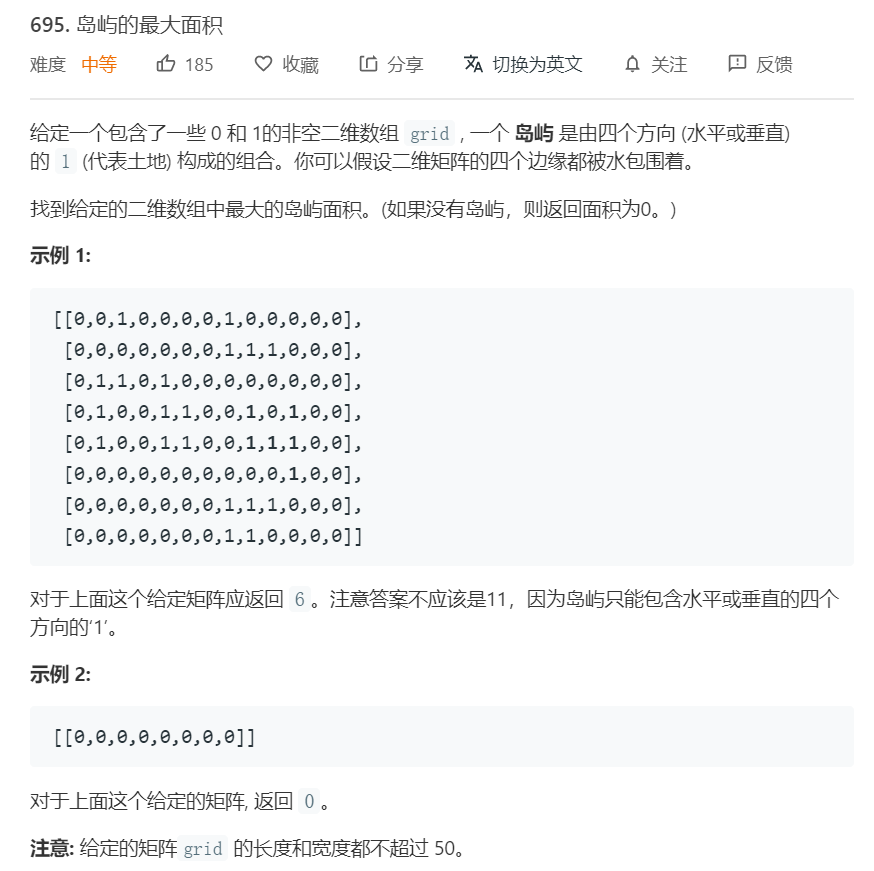 695. 岛屿的最大面积
难度 中等 185 收藏 分享 切换为英文 关注 反馈
给定一个包含了一些 0 和 1的非空二维数组 grid , 一个 岛屿 是由四个方向 (水平或垂直)
的 1 (代表土地) 构成的组合。你可以假设二维矩阵的四个边缘都被水包围着。
找到给定的二维数组中最大的岛屿面积。(如果没有岛屿，则返回面积为0。)
示例 1:
[[0,0,1,0,0,0,0,1,0,0,0,0,0],
[0,0,0,0,0,0,0,1,1,1,0,0,0],
[0,1,1,0,1,0,0,0,0,0,0,0,0],
[0,1,0,0,1,1,0,0,1,0,1,0,0],
[0,1,0,0,1,1,0,0,1,1,1,0,0],
[0,0,0,0,0,0,0,0,0,0,1,0,0],
[0,0,0,0,0,0,0,1,1,1,0,0,0],
[0,0,0,0,0,0,0,1,1,0,0,0,0]]
对于上面这个给定矩阵应返回 6 。注意答案不应该是11，因为岛屿只能包含水平或垂直的四个
方向的‘1’。
示例 2:
[[0,0,0,0,0,0,0,0]]
对于上面这个给定的矩阵, 返回 0 。
注意: 给定的矩阵grid 的长度和宽度都不超过 50。